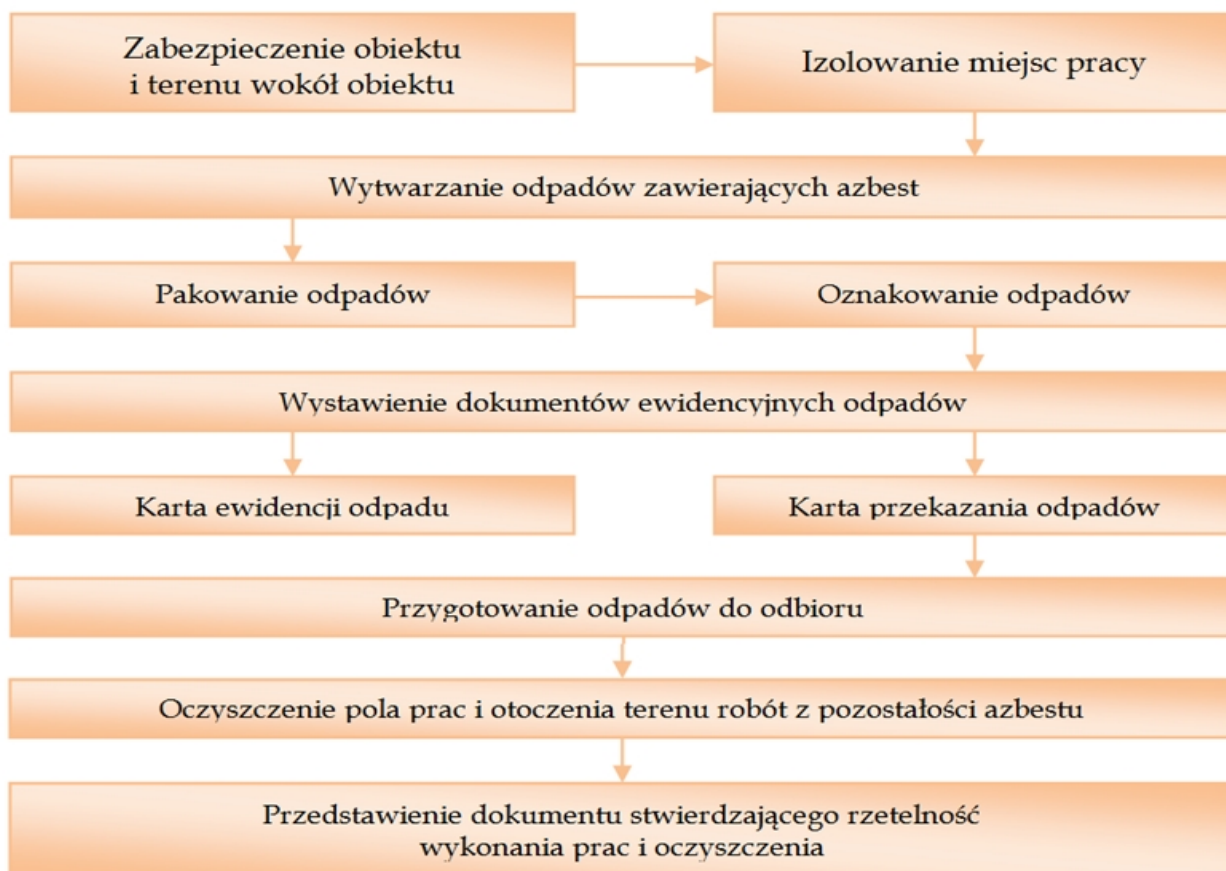 Zabezpieczenie obiektu
i terenu wokół obiektu
Izolowanie miejsc pracy
Wytwarzanie odpadów zawierających azbest
Pakowanie odpadów
Oznakowanie odpadów
Wystawienie dokumentów ewidencyjnych odpadów
Karta ewidencji odpadu
Karta przekazania odpadów
Przygotowanie odpadów do odbioru
Oczyszczenie pola prac i otoczenia terenu robót z pozostałości azbestu
Przedstawienie dokumentu stwierdzającego rzetelność
wykonania prac i oczyszczenia